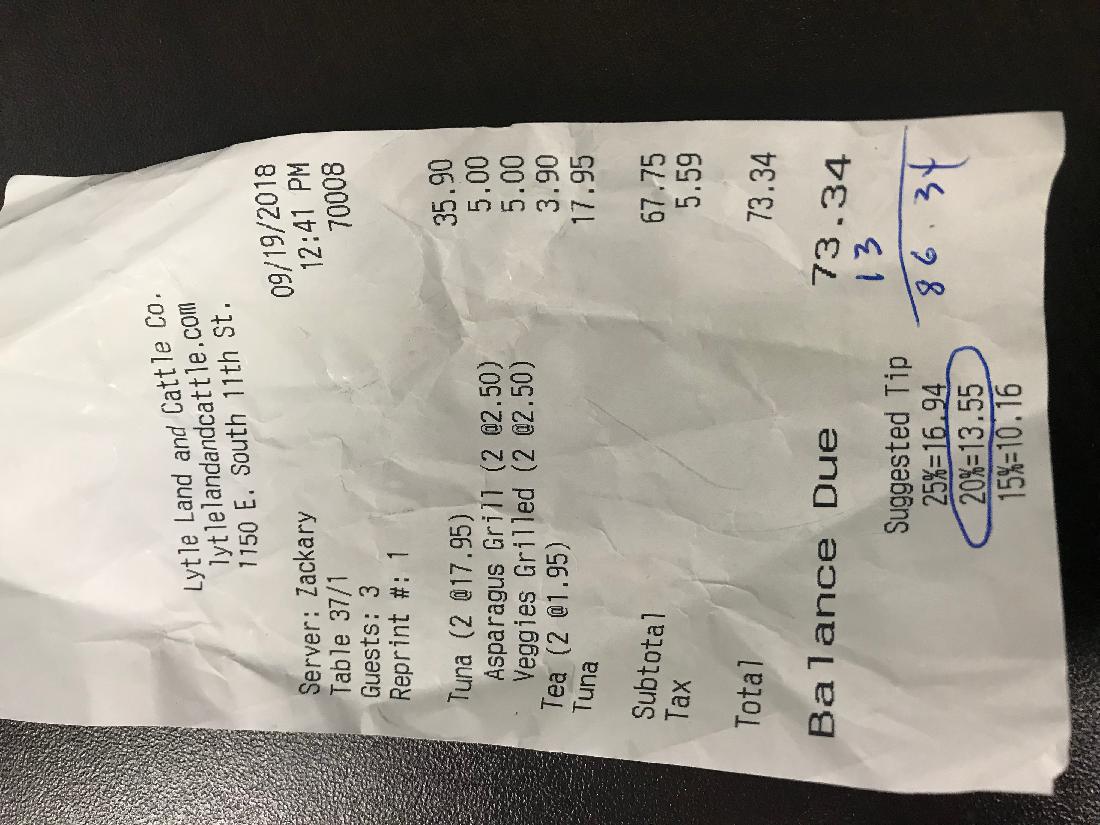 Lytle Land and Cattle Co.
lytlelandandcattle.com
1150 E. South 11th St.
09/19/2018
Server: Zackary 12:41 PM
Table 37/1 70008
Guests: 3
Reprint #: 1
Tuna (2 @17.95) 35.90
Asparagus Grill (2 @2.50) 5.00
Veggies Grilled (2 @2.50) 5.00
Tea (2 @1.95) 3.90
Tuna 17.95
Subtotal 67.75
Tax 5.59
Total 73.34
Balance Due 73.34
13
Suggested Tip
25%=16.94 86.34
20%=13.55
15%=10.16